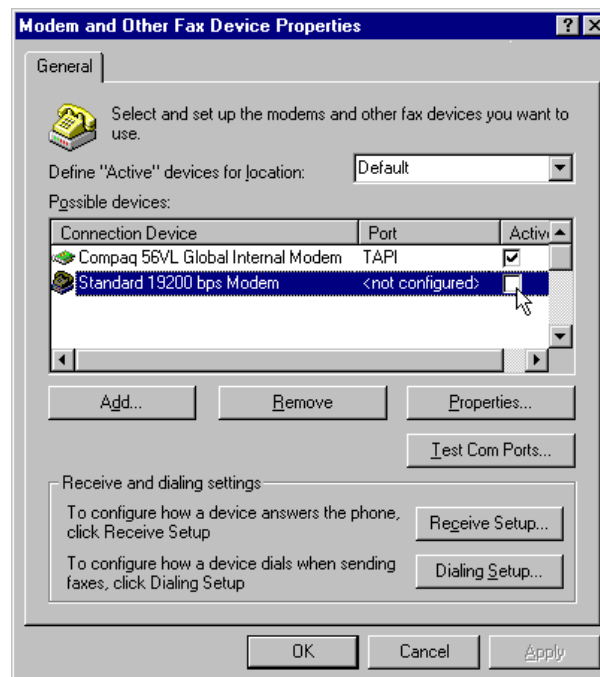 Modem and Other Fax Device Properties
General
Select and set up the modems and other fax devices you want to
use.
Define "Active" devices for location:
Default
Possible devices:
Connection Device Port Activ
Compaq 56VL Global Internal Modem TAPI
Standard 19200 bps Modem <not configured>
Add... Remove Properties...
Test Com Ports...
Receive and dialing settings
To configure how a device answers the phone,
click Receive Setup
Receive Setup...
To configure how a device dials when sending
faxes, click Dialing Setup
Dialing Setup...
OK Cancel Apply